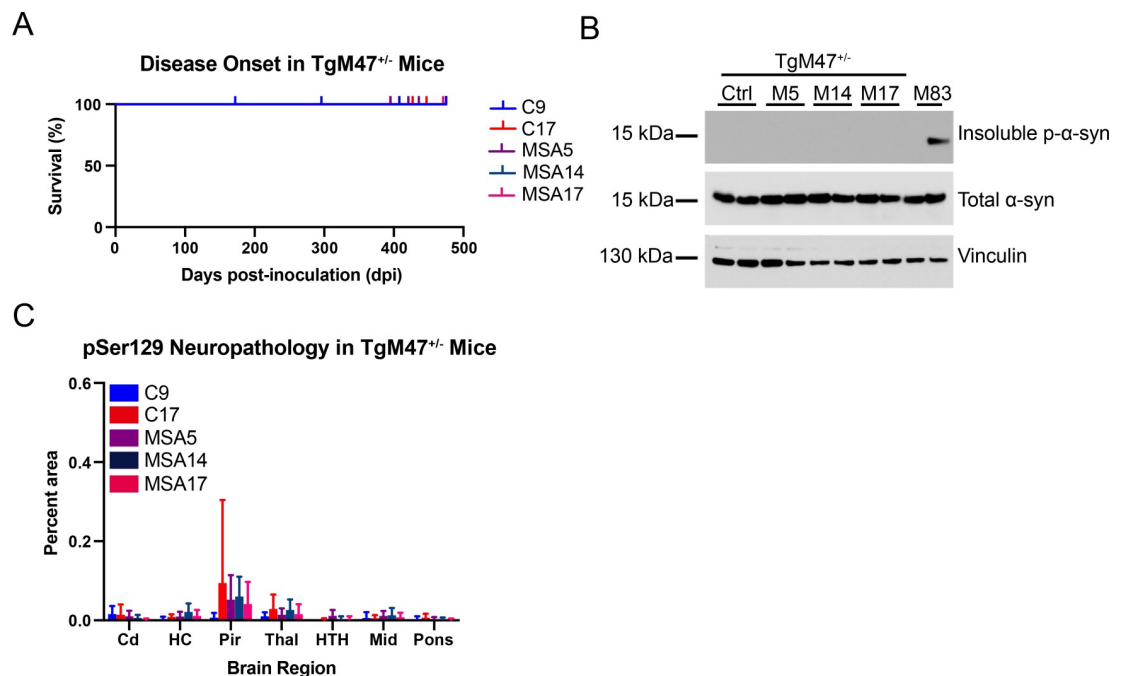 A
Disease Onset in TgM47+/- Mice
Survival (%)
100
50
0
0 100 200 300 400 500
Days post-inoculation (dpi)
C9
C17
MSA5
MSA14
MSA17
B
TgM47+/-
Ctrl M5 M14 M17 M83
15 kDa Insoluble p-α-syn
15 kDa Total α-syn
130 kDa Vinculin
C
pSer129 Neuropathology in TgM47+/- Mice
Percent area
0.6
0.4
0.2
0.0
C9
C17
MSA5
MSA14
MSA17
Cd HC Pir Thal HTH Mid Pons
Brain Region